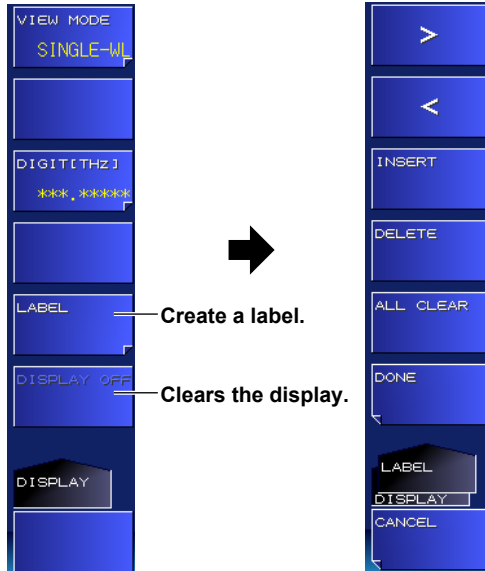 VIEW MODE
SINGLE-WL
DIGIT[THz]
***.*****
LABEL
DISPLAY OFF
DISPLAY
Create a label.
Clears the display.
>
<
INSERT
DELETE
ALL CLEAR
DONE
LABEL
DISPLAY
CANCEL